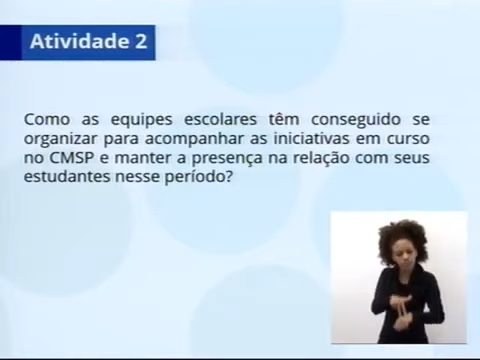 Atividade 2
Como as equipes escolares têm conseguido se
organizar para acompanhar as iniciativas em curso
no CMSP e manter a presença na relação com seus
estudantes nesse período?